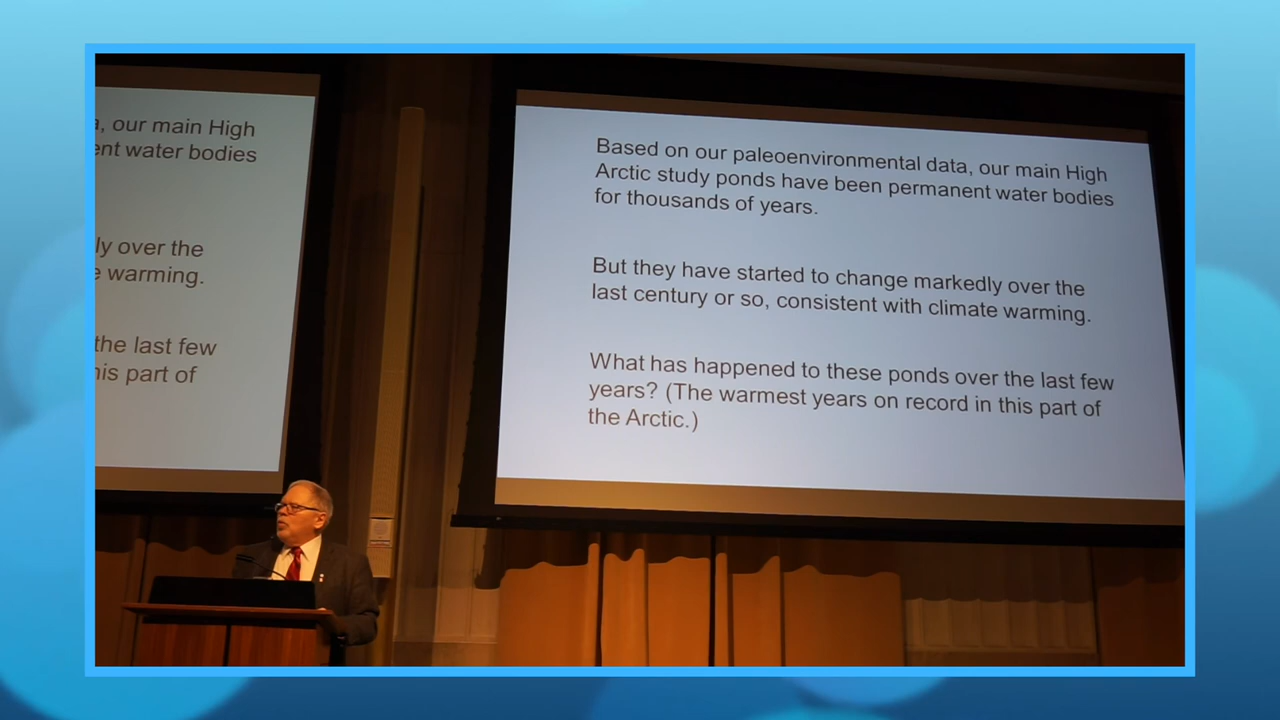 , our main High
ent water bodies
ly over the
e warming.
the last few
his part of
Based on our paleoenvironmental data, our main High
Arctic study ponds have been permanent water bodies
for thousands of years.
But they have started to change markedly over the
last century or so, consistent with climate warming.
What has happened to these ponds over the last few
years? (The warmest years on record in this part of
the Arctic.)